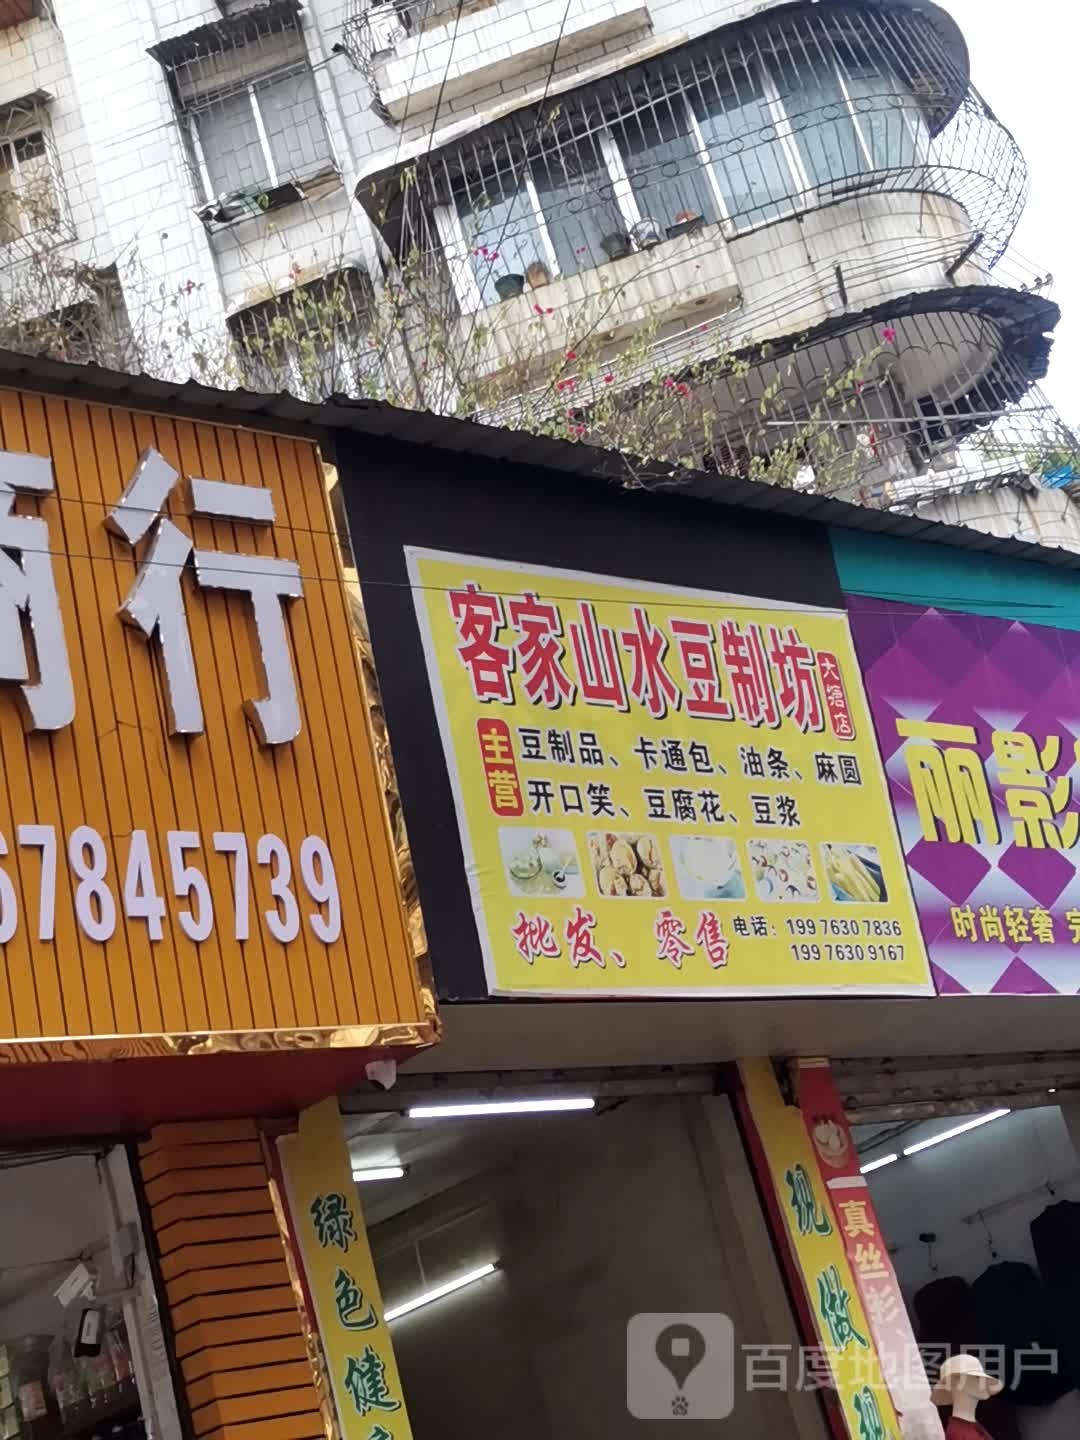 行
67845739
客家山水豆制坊
大塘店
主营
豆制品、卡通包、油条、麻圆
开口笑、豆腐花、豆浆
批发、零售
电话：199 7630 7836
199 7630 9167
丽影
时尚轻奢
绿色健
现做现
真丝衫
百度地图用户